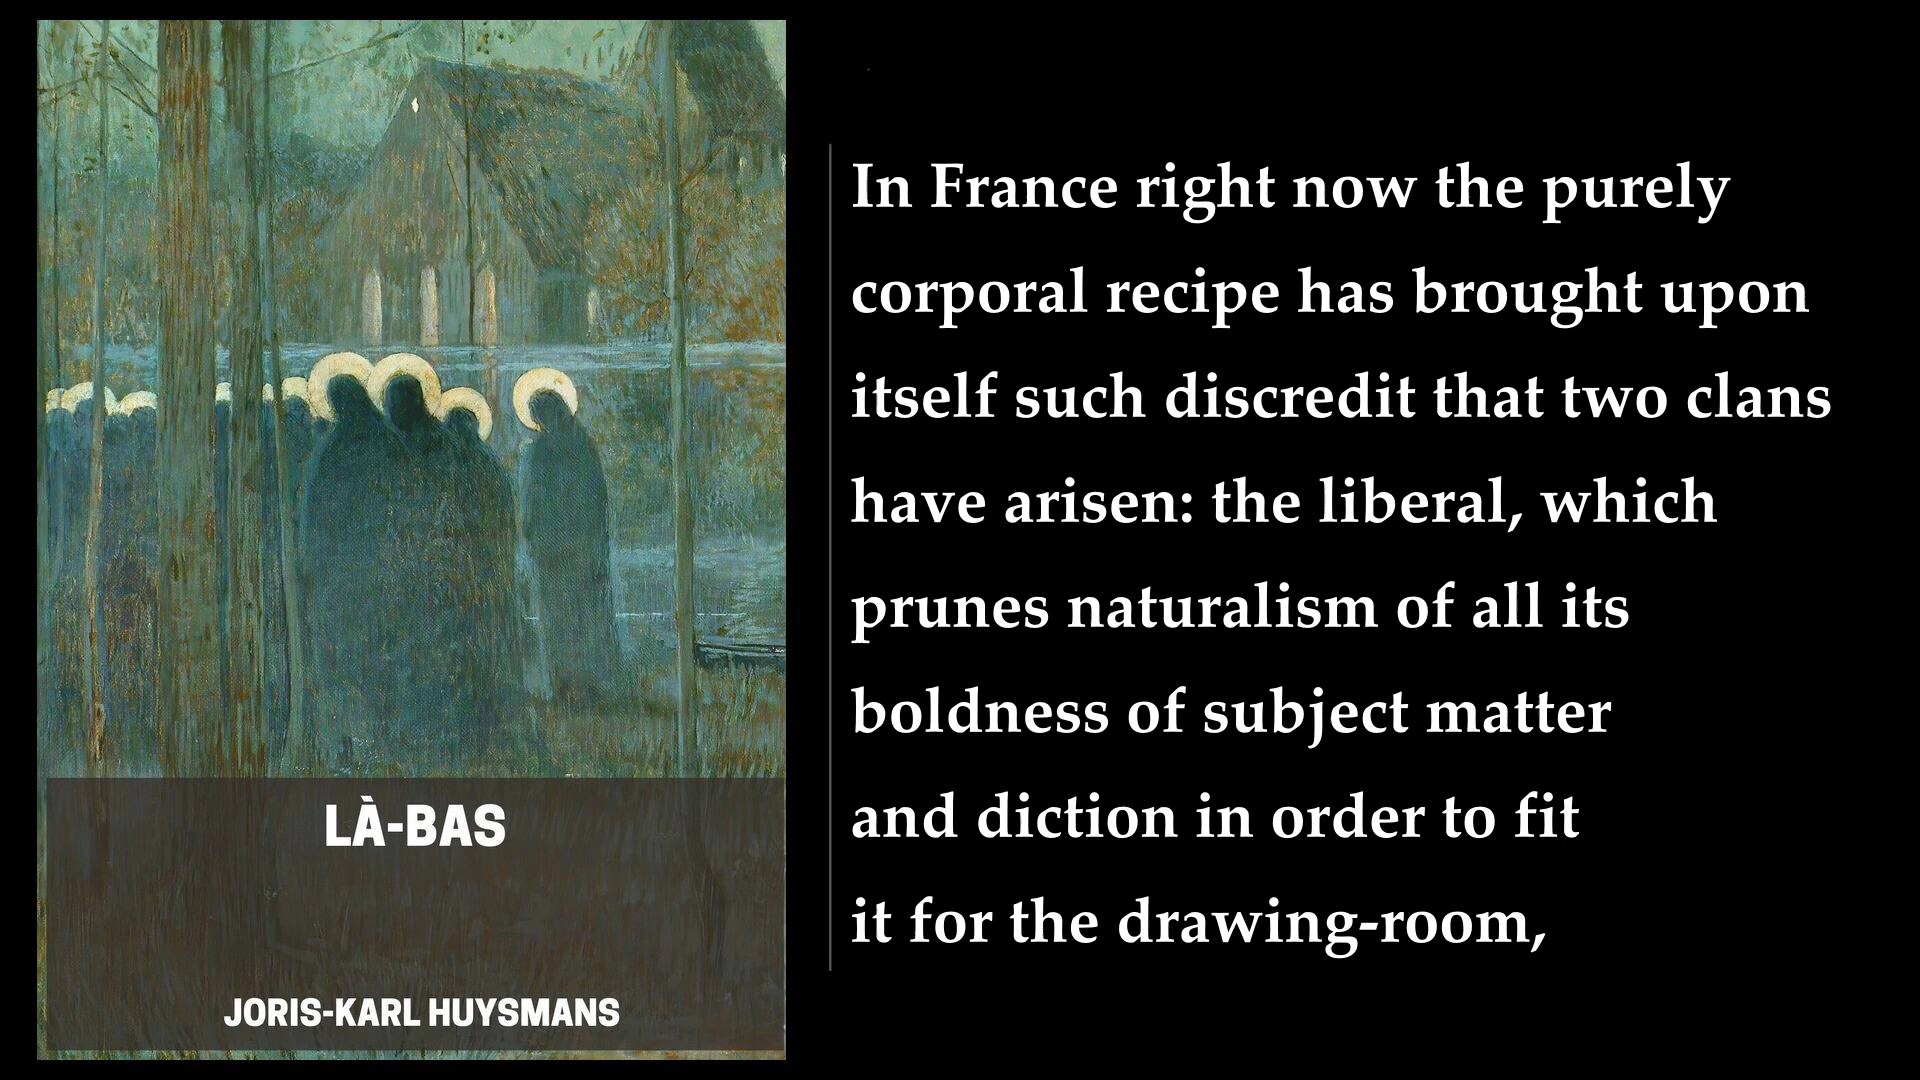 LÀ-BAS
JORIS-KARL HUYSMANS
In France right now the purely
corporal recipe has brought upon
itself such discredit that two clans
have arisen: the liberal, which
prunes naturalism of all its
boldness of subject matter
and diction in order to fit
it for the drawing-room,